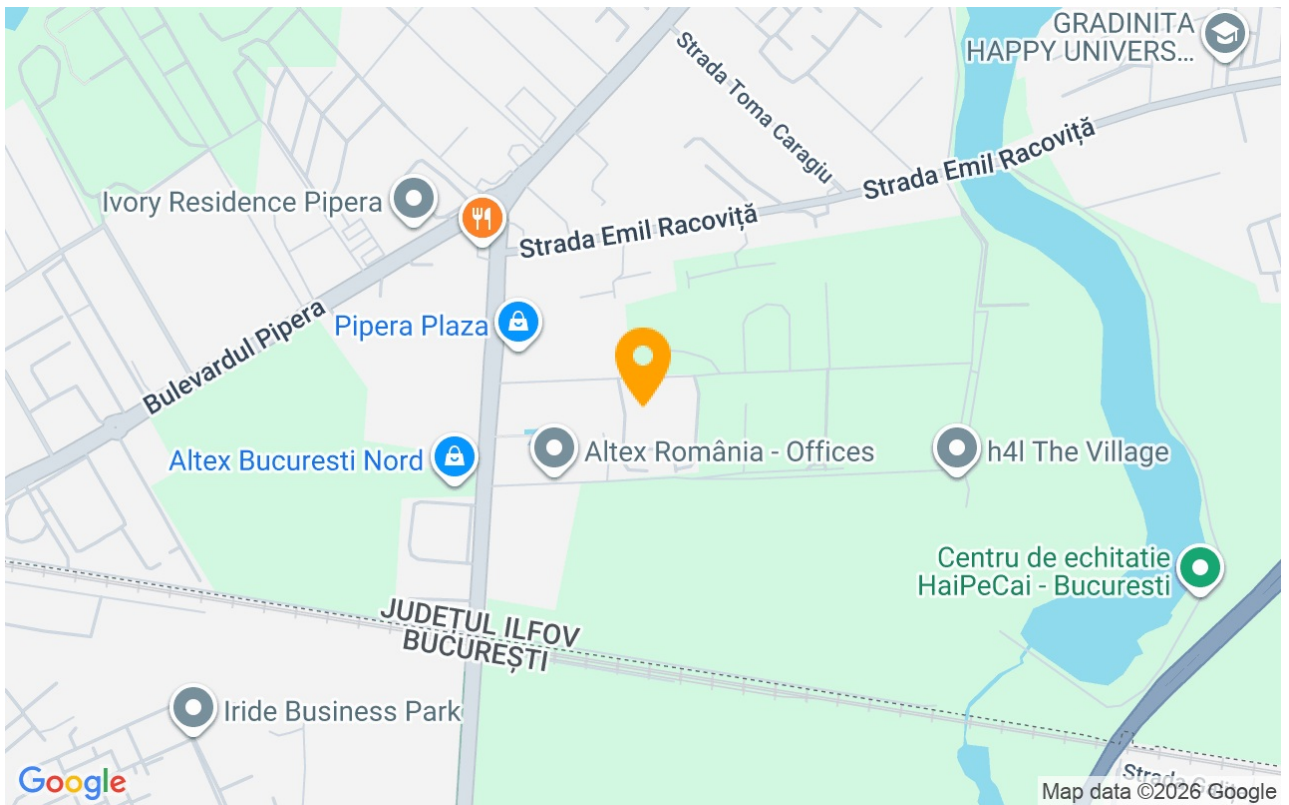 GRADINITA
HAPPY UNIVERS...
Strada Toma Caragiu
Strada Emil Racoviță
Ivory Residence Pipera
Strada Emil Racoviță
Pipera Plaza
Bulevardul Pipera
Altex Bucuresti Nord
Altex România - Offices
h4l The Village
Centru de echitatie
HaiPeCai - Bucuresti
JUDEȚUL ILFOV
BUCUREȘTI
Iride Business Park
Strada
Google
Map data ©2026 Google